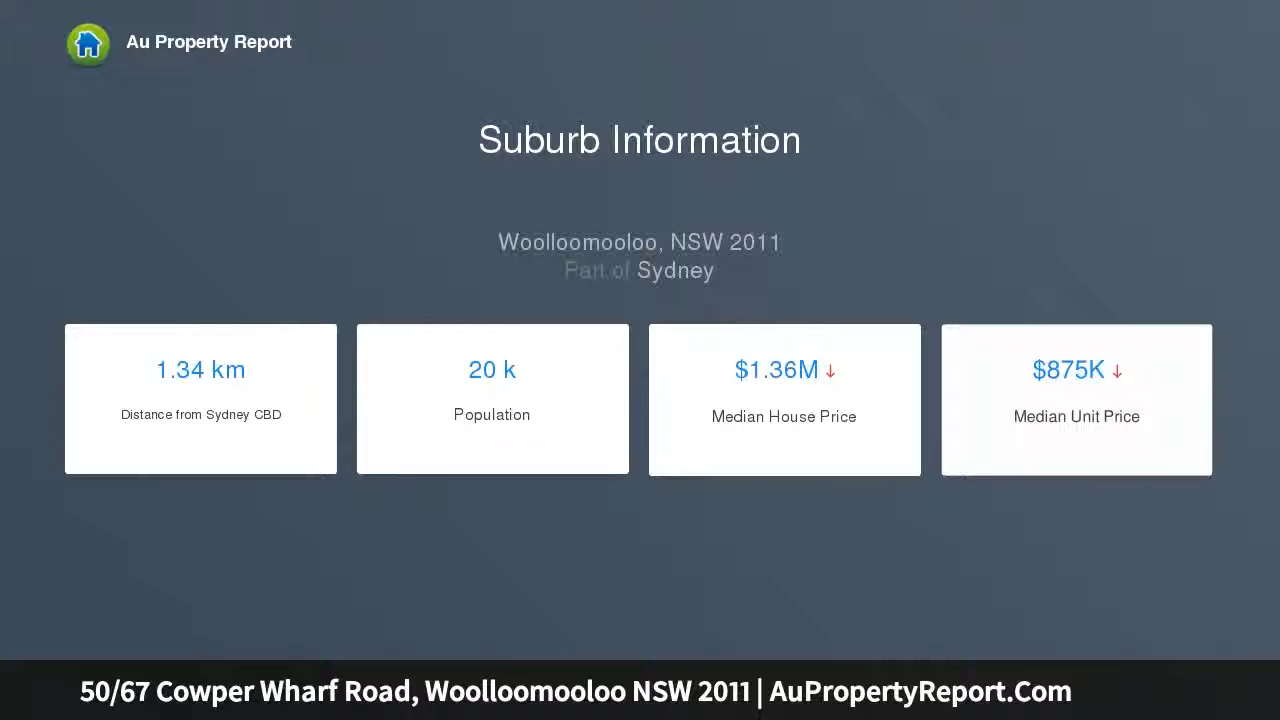 Au Property Report
Suburb Information
Woolloomooloo, NSW 2011
Part of Sydney
1.34 km
Distance from Sydney CBD
20 k
Population
$1.36M ↓
Median House Price
$875K ↓
Median Unit Price
50/67 Cowper Wharf Road, Woolloomooloo NSW 2011 | AuPropertyReport.Com